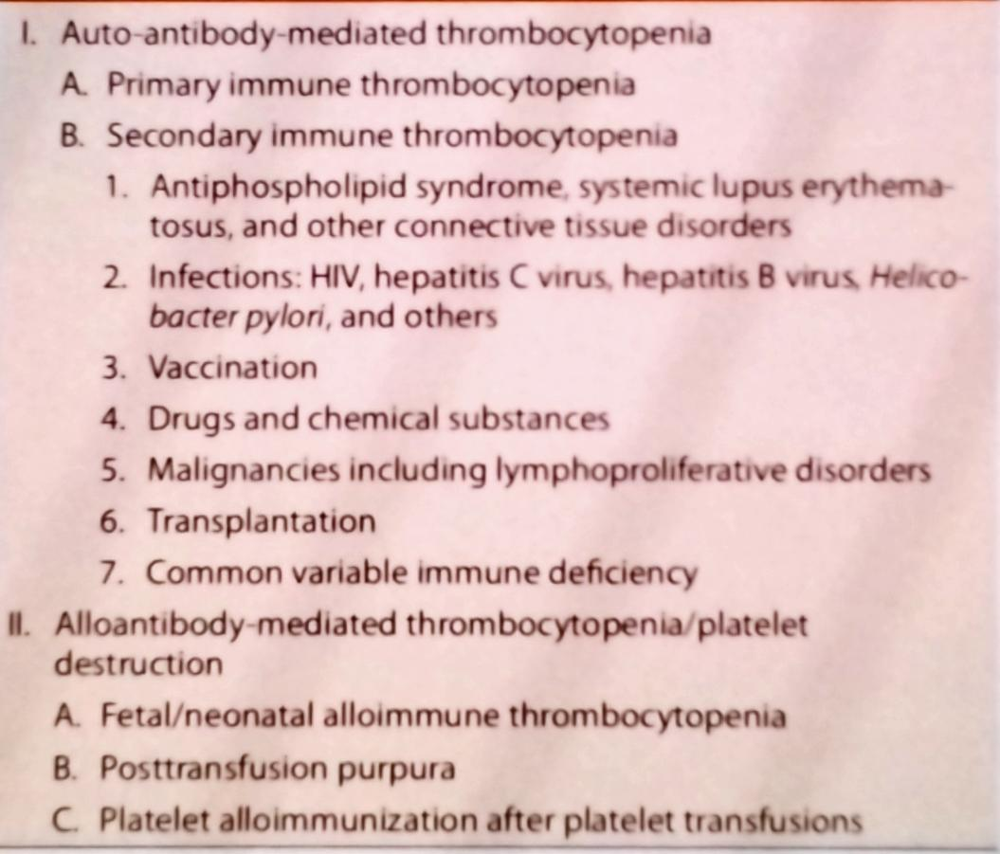 I. Auto-antibody-mediated thrombocytopenia
A. Primary immune thrombocytopenia
B. Secondary immune thrombocytopenia
1. Antiphospholipid syndrome, systemic lupus erythema-
tosus, and other connective tissue disorders
2. Infections: HIV, hepatitis C virus, hepatitis B virus, Helico-
bacter pylori, and others
3. Vaccination
4. Drugs and chemical substances
5. Malignancies including lymphoproliferative disorders
6. Transplantation
7. Common variable immune deficiency
II. Alloantibody-mediated thrombocytopenia/platelet
destruction
A. Fetal/neonatal alloimmune thrombocytopenia
B. Posttransfusion purpura
C. Platelet alloimmunization after platelet transfusions